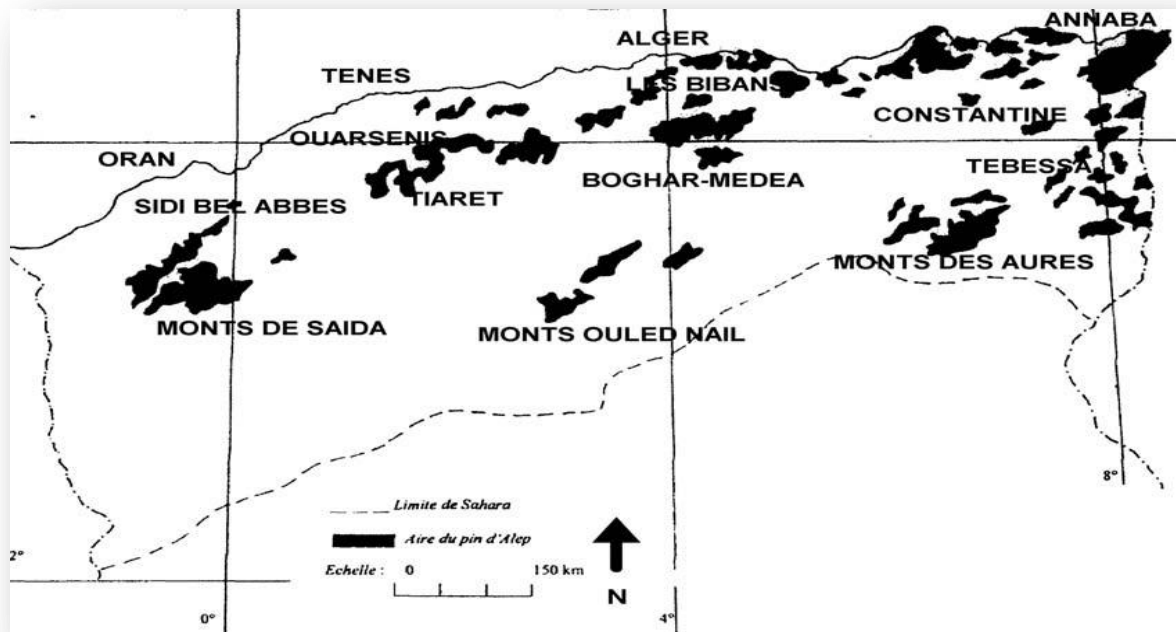 ANNABA
ALGER
TENES
LES BIBANS
CONSTANTINE
OUARSENIS
ORAN
TEBESSA
BOGHAR-MEDEA
TIARET
SIDI BEL ABBES
MONTS DES AURES
MONTS DE SAIDA
MONTS OULED NAIL
8°
Limite de Sahara
Aire du pin d'Alep
2°
Echelle : 0 150 km
N
0°
4°